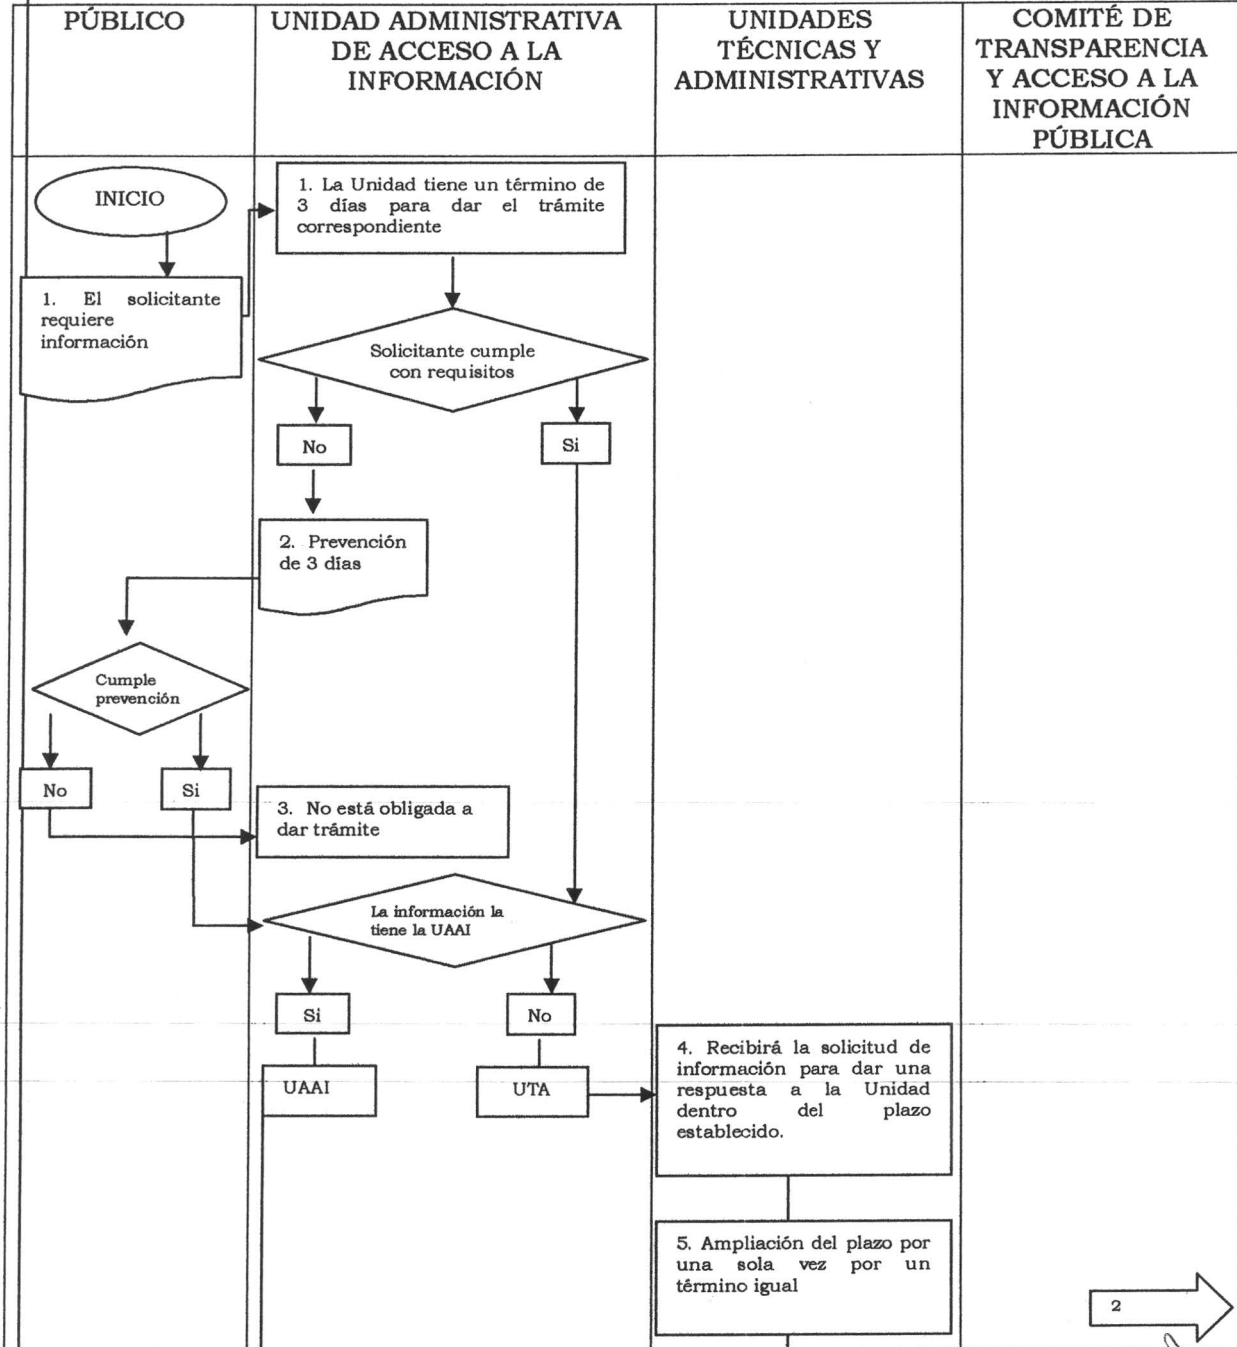 PÚBLICO
UNIDAD ADMINISTRATIVA
DE ACCESO A LA
INFORMACIÓN
UNIDADES
TÉCNICAS Y
ADMINISTRATIVAS
COMITÉ DE
TRANSPARENCIA
Y ACCESO A LA
INFORMACIÓN
PÚBLICA
INICIO
1. El solicitante
requiere
información
1. La Unidad tiene un término de
3 días para dar el trámite
correspondiente
Solicitante cumple
con requisitos
No
Si
2. Prevención
de 3 días
Cumple
prevención
No
Si
3. No está obligada a
dar trámite
La información la
tiene la UAAI
Si
No
UAAI
UTA
4. Recibirá la solicitud de
información para dar una
respuesta a la Unidad
dentro del plazo
establecido.
5. Ampliación del plazo por
una sola vez por un
término igual
2